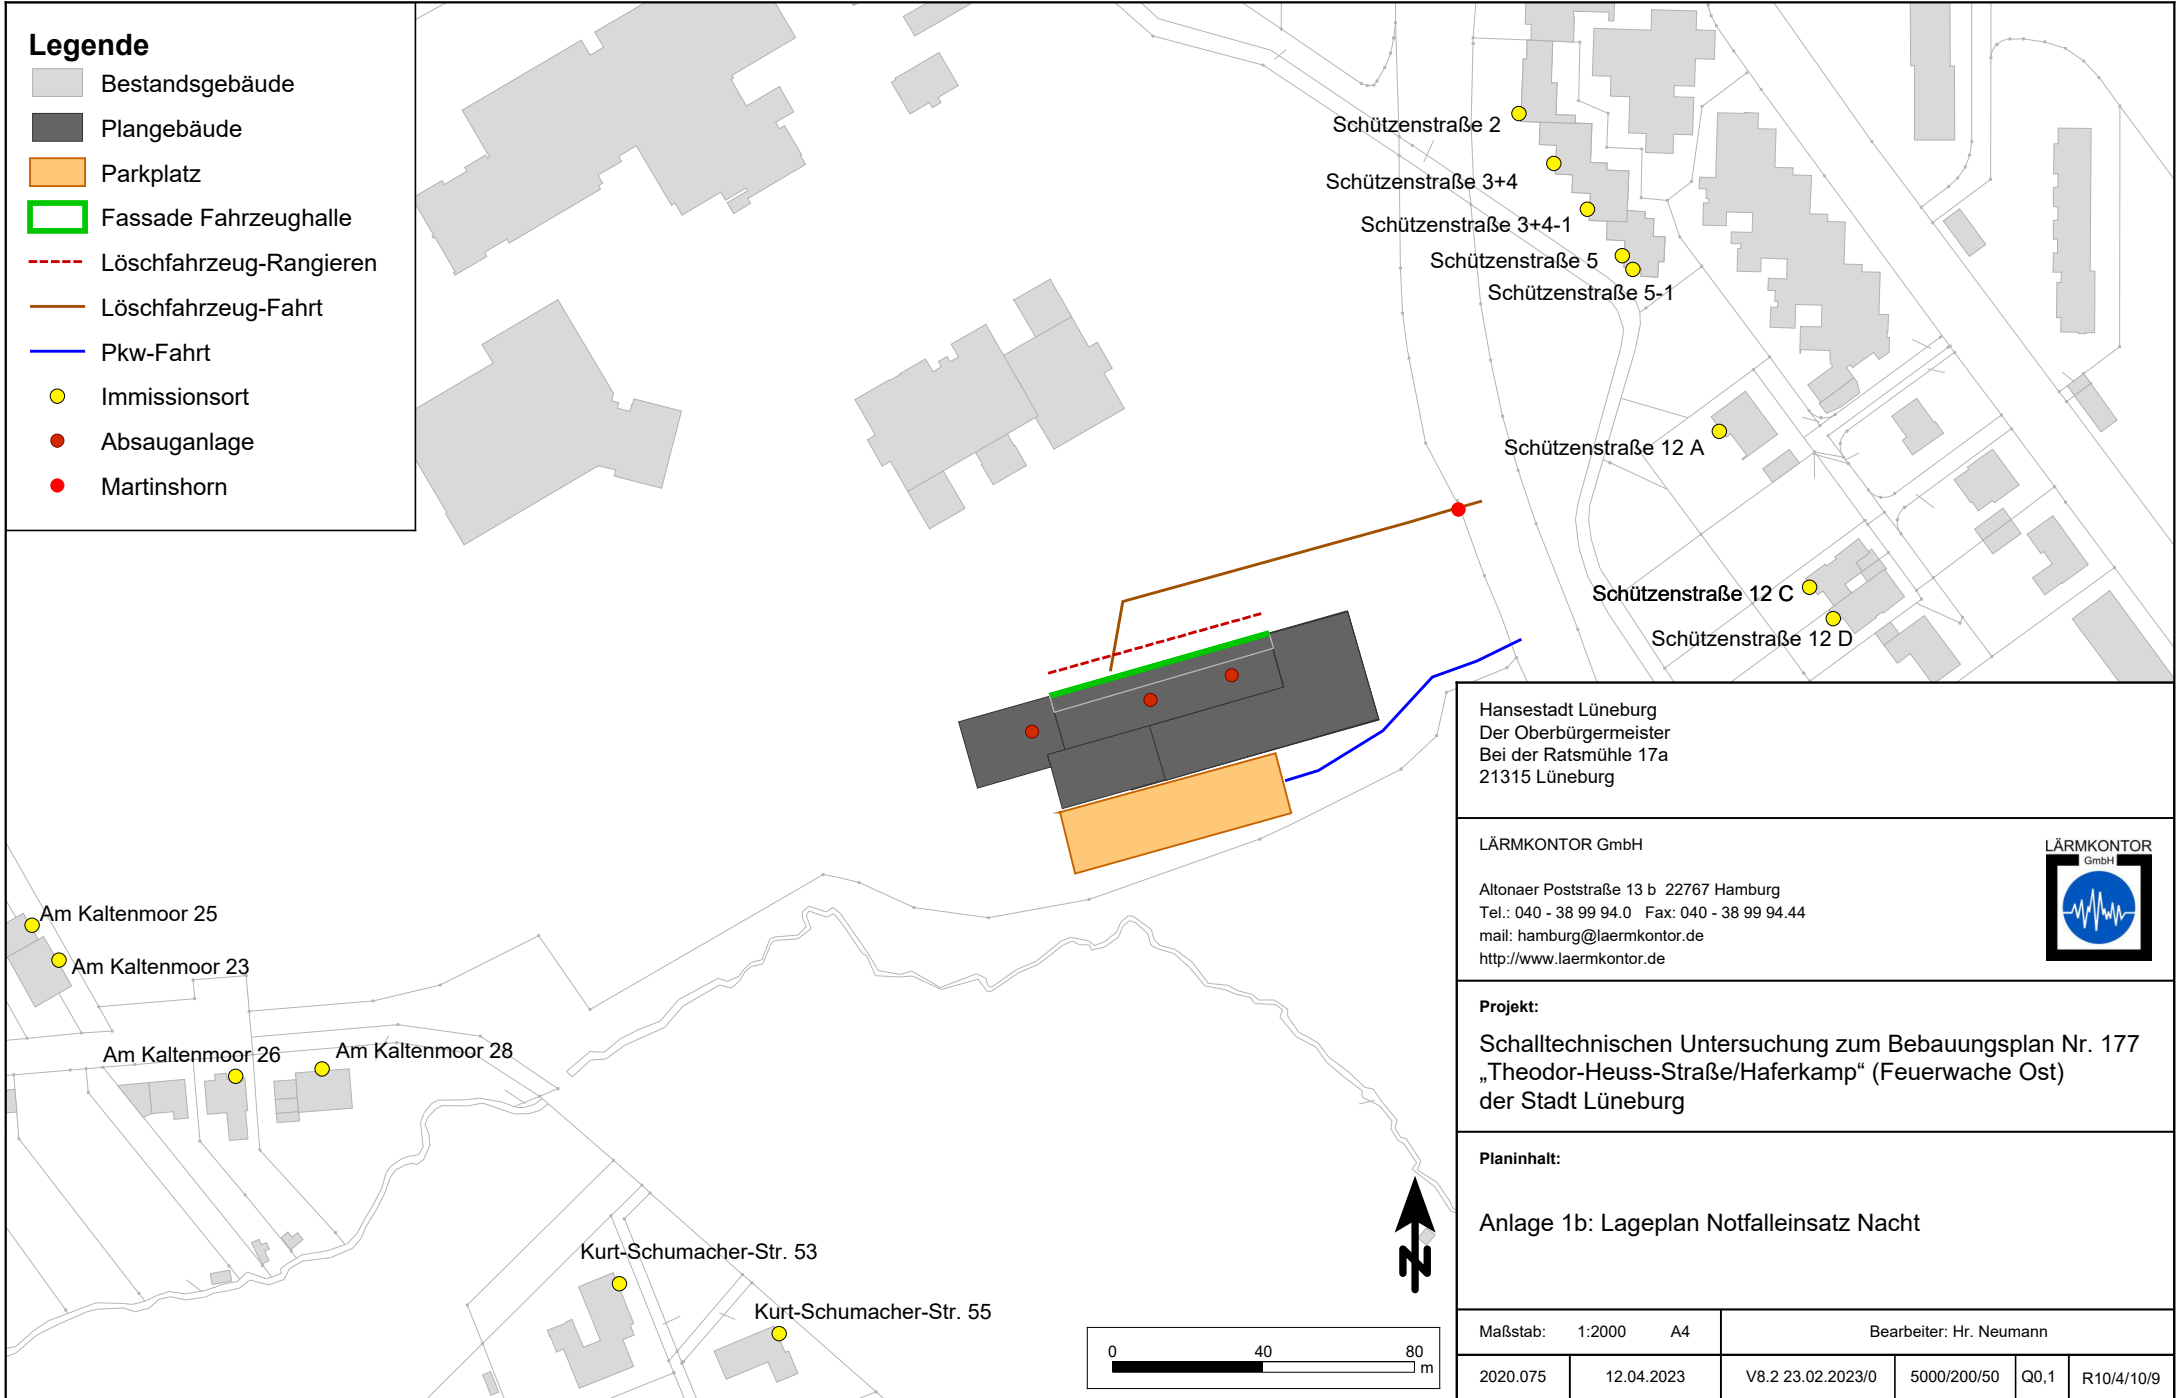 Legende
Bestandsgebäude
Plangebäude
Parkplatz
Fassade Fahrzeughalle
Löschfahrzeug-Rangieren
Löschfahrzeug-Fahrt
Pkw-Fahrt
Immissionsort
Absauganlage
Martinshorn
Schützenstraße 2
Schützenstraße 3+4
Schützenstraße 3+4-1
Schützenstraße 5
Schützenstraße 5-1
Schützenstraße 12 A
Schützenstraße 12 C
Schützenstraße 12 D
Am Kaltenmoor 25
Am Kaltenmoor 23
Am Kaltenmoor 26
Am Kaltenmoor 28
Kurt-Schumacher-Str. 53
Kurt-Schumacher-Str. 55
N
0 40 80
m
Hansestadt Lüneburg
Der Oberbürgermeister
Bei der Ratsmühle 17a
21315 Lüneburg
LÄRMKONTOR GmbH
Altonaer Poststraße 13 b 22767 Hamburg
Tel.: 040 - 38 99 94.0 Fax: 040 - 38 99 94.44
mail: hamburg@laermkontor.de
http://www.laermkontor.de
LÄRMKONTOR
GmbH
Projekt:
Schalltechnischen Untersuchung zum Bebauungsplan Nr. 177
„Theodor-Heuss-Straße/Haferkamp“ (Feuerwache Ost)
der Stadt Lüneburg
Planinhalt:
Anlage 1b: Lageplan Notfalleinsatz Nacht
Maßstab: 1:2000 A4 Bearbeiter: Hr. Neumann
2020.075 12.04.2023 V8.2 23.02.2023/0 5000/200/50 Q0,1 R10/4/10/9